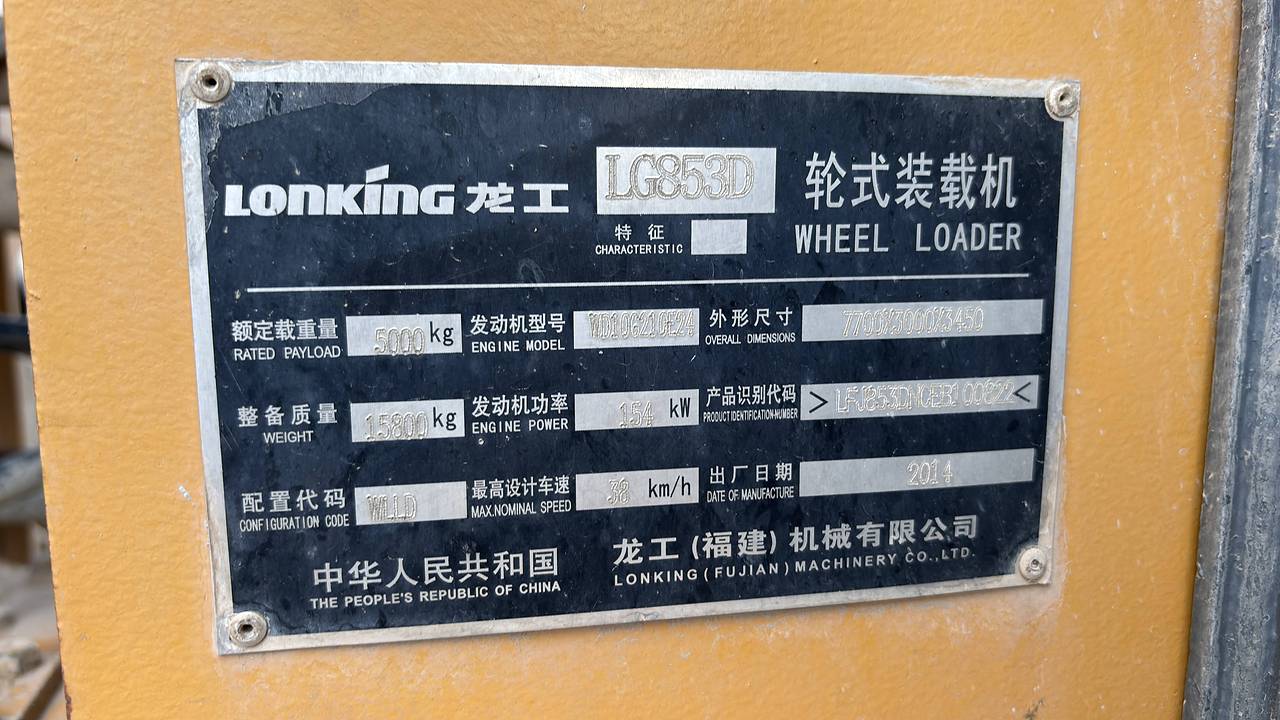 LONKING 龙工 LG853D 轮式装载机
特征
CHARACTERISTIC
WHEEL LOADER
额定载重量 5000 kg 发动机型号 WD10G210E24 外形尺寸 7700X3000X3450
RATED PAYLOAD ENGINE MODEL OVERALL DIMENSIONS
整备质量 15800 kg 发动机功率 154 kW 产品识别代码
WEIGHT ENGINE POWER PRODUCT IDENTIFICATION-NUMBER
配置代码 WLLD 最高设计车速 38 km/h 出厂日期 2014
CONFIGURATION CODE MAX.NOMINAL SPEED DATE OF MANUFACTURE
中华人民共和国 龙工(福建)机械有限公司
THE PEOPLE'S REPUBLIC OF CHINA LONKING(FUJIAN)MACHINERY CO.,LTD.